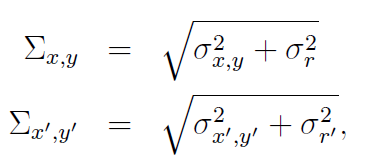 Σ_{x,y} = √(σ²_{x,y} + σ²_r)
Σ_{x′,y′} = √(σ²_{x′,y′} + σ²_{r′}),